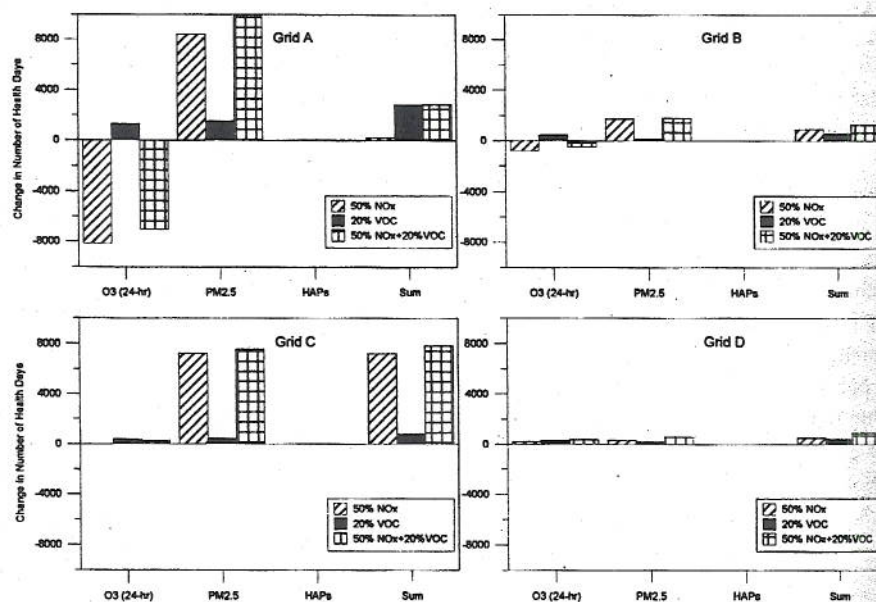 Grid A
Change in Number of Health Days
8000
4000
0
-4000
-8000
50% NOx
20% VOC
50% NOx+20%VOC
O3 (24-hr) PM2.5 HAPs Sum
Grid B
8000
4000
0
-4000
-8000
50% NOx
20% VOC
50% NOx+20%VOC
O3 (24-hr) PM2.5 HAPs Sum
Grid C
Change in Number of Health Days
8000
4000
0
-4000
-8000
50% NOx
20% VOC
50% NOx+20%VOC
O3 (24-hr) PM2.5 HAPs Sum
Grid D
8000
4000
0
-4000
-8000
50% NOx
20% VOC
50% NOx+20%VOC
O3 (24-hr) PM2.5 HAPs Sum